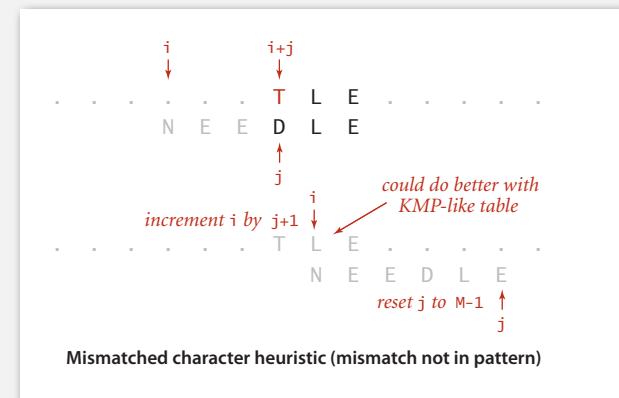 i i+j
. . . . . . T L E . . . . .
N E E D L E
j
could do better with
KMP-like table
i
increment i by j+1
. . . . . . T L E . . . . .
N E E D L E
reset j to M-1
j
Mismatched character heuristic (mismatch not in pattern)